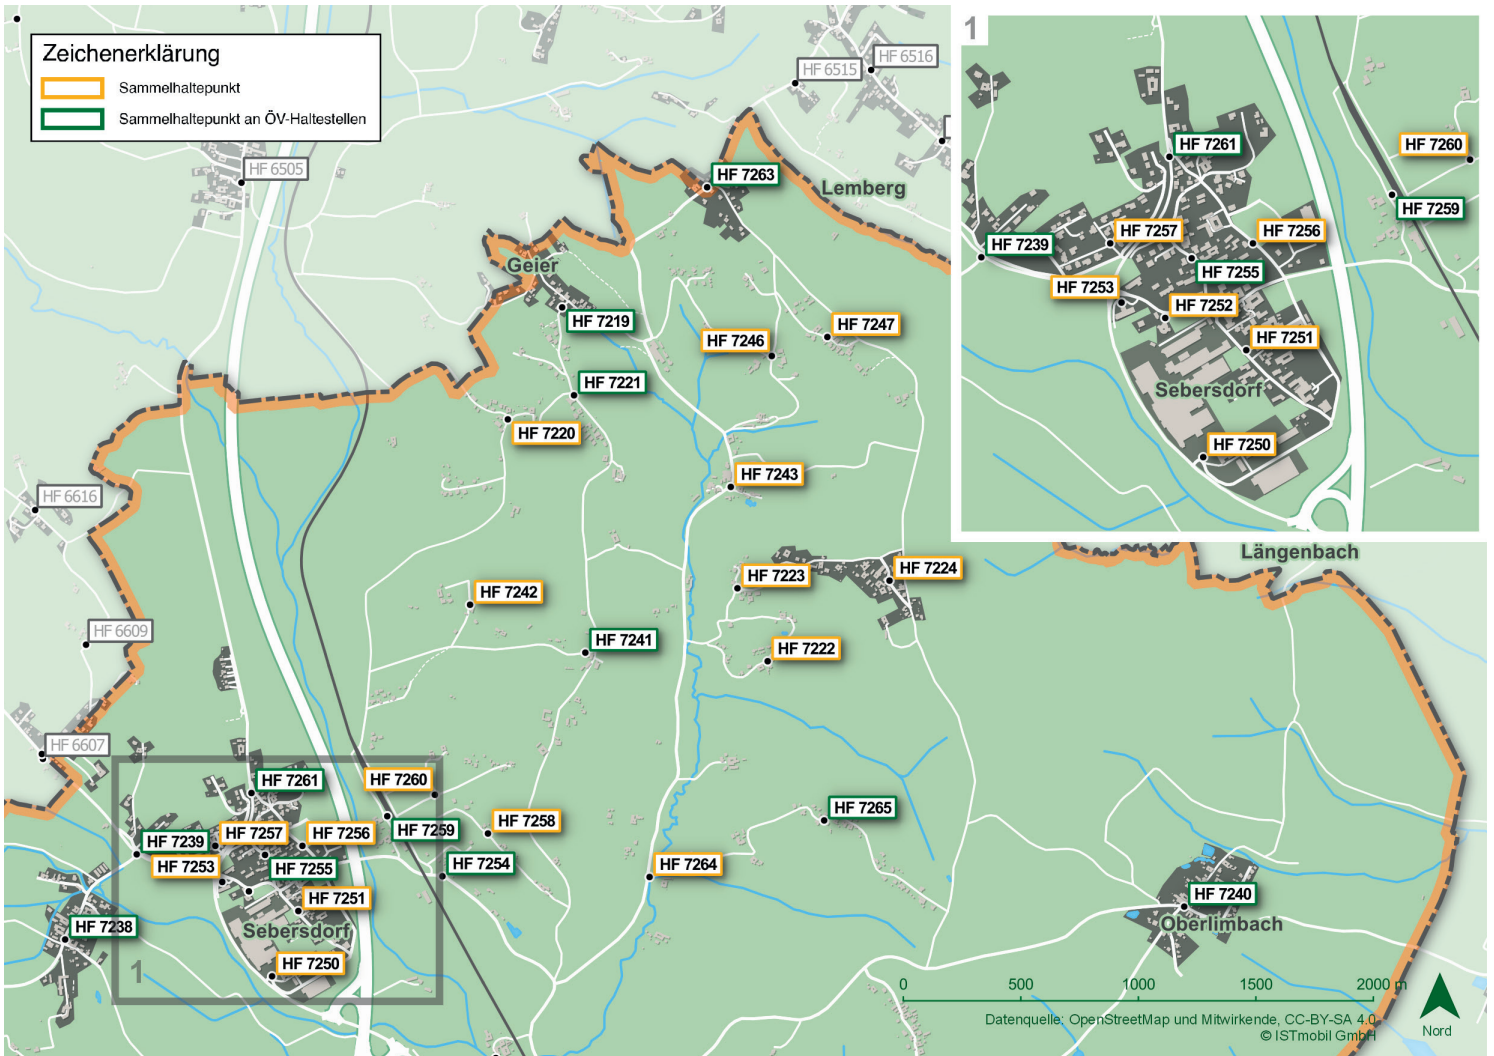 Zeichenerklärung
Sammelhaltepunkt
Sammelhaltepunkt an ÖV-Haltestellen
HF 6515
HF 6516
HF 6505
HF 7263
Lemberg
Geier
HF 7219
HF 7246
HF 7247
HF 7221
HF 7220
HF 7243
HF 6616
HF 7242
HF 7223
HF 7224
HF 6609
HF 7241
HF 7222
HF 6607
HF 7261
HF 7260
HF 7257
HF 7256
HF 7259
HF 7258
HF 7265
HF 7239
HF 7253
HF 7255
HF 7254
HF 7264
HF 7251
HF 7240
HF 7238
Sebersdorf
Oberlimbach
HF 7250
1
1
HF 7261
HF 7260
HF 7259
HF 7257
HF 7256
HF 7239
HF 7255
HF 7253
HF 7252
HF 7251
Sebersdorf
HF 7250
Längenbach
0 500 1000 1500 2000 m
Datenquelle: OpenStreetMap und Mitwirkende, CC-BY-SA 4.0
© ISTmobil GmbH
Nord